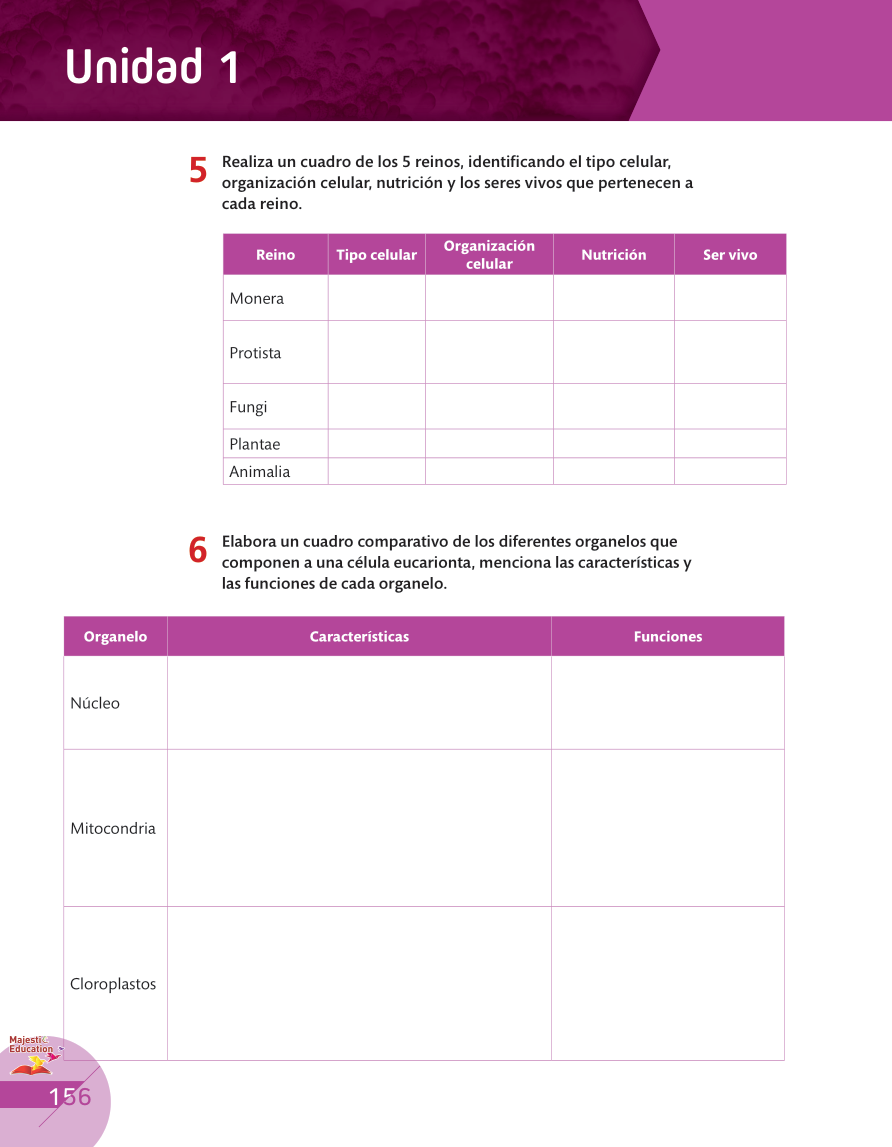 Unidad 1
5
Realiza un cuadro de los 5 reinos, identificando el tipo celular,
organización celular, nutrición y los seres vivos que pertenecen a
cada reino.
Reino Tipo celular Organización celular Nutrición Ser vivo
Monera
Protista
Fungi
Plantae
Animalia
6
Elabora un cuadro comparativo de los diferentes organelos que
componen a una célula eucarionta, menciona las características y
las funciones de cada organelo.
Organelo Características Funciones
Núcleo
Mitocondria
Cloroplastos
Majestic
Education
156